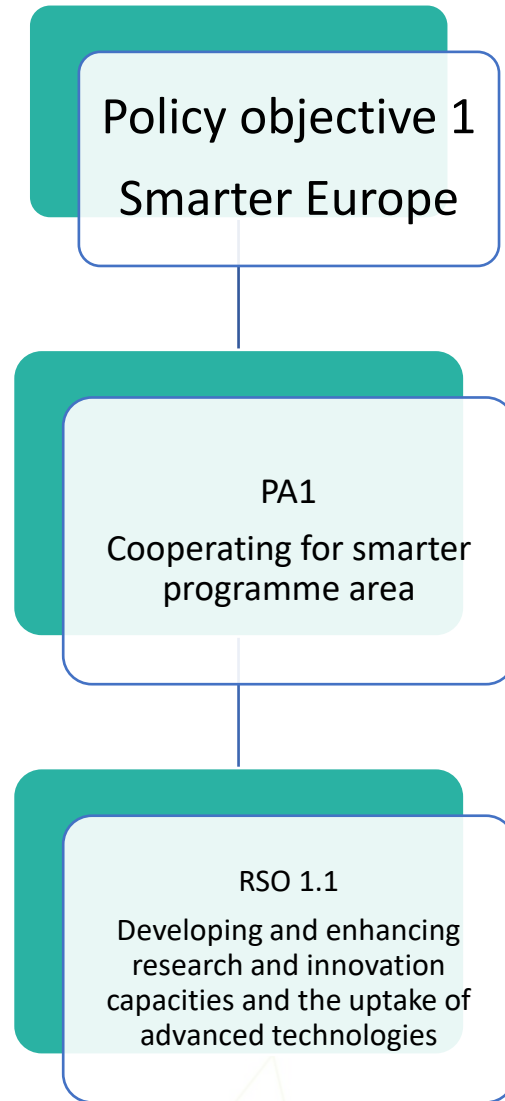 Policy objective 1
Smarter Europe
PA1
Cooperating for smarter
programme area
RSO 1.1
Developing and enhancing
research and innovation
capacities and the uptake of
advanced technologies